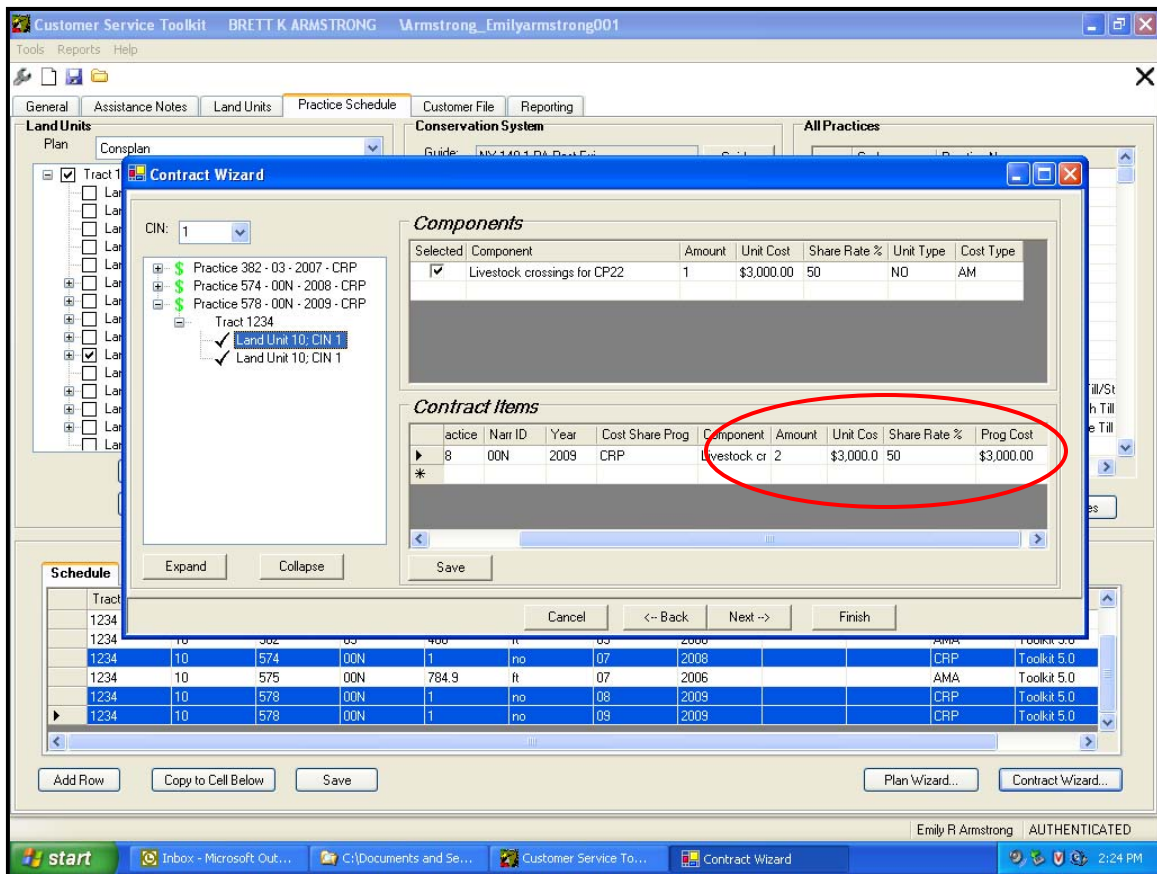 Customer Service Toolkit BRETT K ARMSTRONG \Armstrong_Emilyarmstrong001
Tools Reports Help
General Assistance Notes Land Units Practice Schedule Customer File Reporting
Land Units Conservation System All Practices
Plan Consplan
Tract 1
Contract Wizard
CIN: 1
Practice 382 - 03 - 2007 - CRP
Practice 574 - 00N - 2008 - CRP
Practice 578 - 00N - 2009 - CRP
Tract 1234
Land Unit 10; CIN 1
Land Unit 10; CIN 1
Expand Collapse
Components
Selected Component Amount Unit Cost Share Rate % Unit Type Cost Type
Livestock crossings for CP22 1 $3,000.00 50 NO AM
Contract Items
actice Narr ID Year Cost Share Prog Component Amount Unit Cos Share Rate % Prog Cost
8 00N 2009 CRP Livestock cr 2 $3,000.0 50 $3,000.00
Save
Cancel <-- Back Next --> Finish
Till/St
h Till
e Till
es
Schedule
Tract
1234
1234
1234 10 574 00N 1 no 07 2008 CRP Toolkit 5.0
1234 10 575 00N 784.9 ft 07 2006 AMA Toolkit 5.0
1234 10 578 00N 1 no 08 2009 CRP Toolkit 5.0
1234 10 578 00N 1 no 09 2009 CRP Toolkit 5.0
Add Row Copy to Cell Below Save Plan Wizard... Contract Wizard...
Emily R Armstrong AUTHENTICATED
start Inbox - Microsoft Out... C:\Documents and Se... Customer Service To... Contract Wizard 2:24 PM